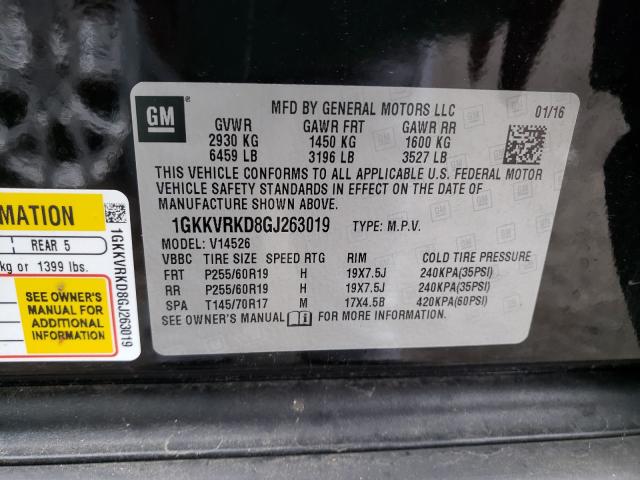 MFD BY GENERAL MOTORS LLC 01/16
GM
GVWR GAWR FRT GAWR RR
2930 KG 1450 KG 1600 KG
6459 LB 3196 LB 3527 LB
THIS VEHICLE CONFORMS TO ALL APPLICABLE U.S. FEDERAL MOTOR
VEHICLE SAFETY STANDARDS IN EFFECT ON THE DATE OF
MANUFACTURE SHOWN ABOVE.
1GKKVRKD8GJ263019 TYPE: M.P.V.
MODEL: V14526
VBBC TIRE SIZE SPEED RTG RIM COLD TIRE PRESSURE
FRT P255/60R19 H 19X7.5J 240KPA(35PSI)
RR P255/60R19 H 19X7.5J 240KPA(35PSI)
SPA T145/70R17 M 17X4.5B 420KPA(60PSI)
SEE OWNER'S MANUAL FOR MORE INFORMATION.
REAR 5
kg or 1399 lbs.
SEE OWNER'S
MANUAL FOR
ADDITIONAL
INFORMATION
1GKKVRKD8GJ263019